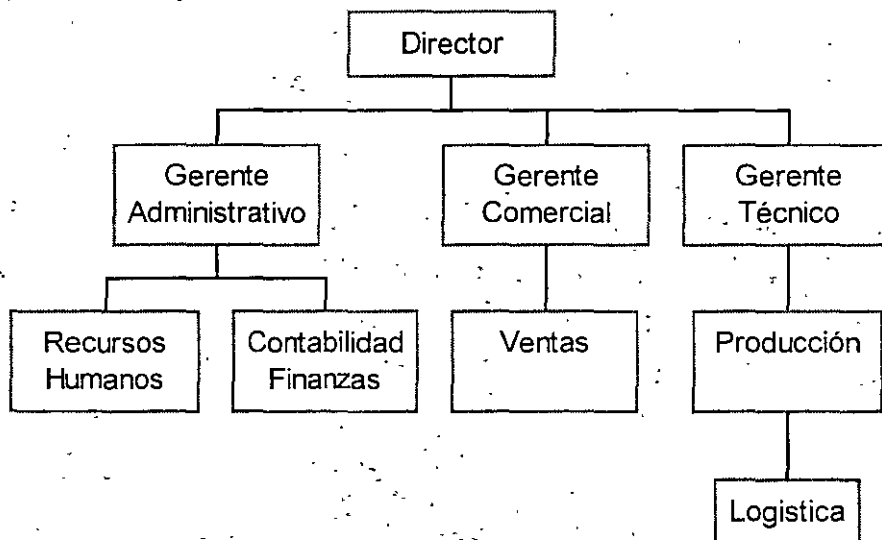 Director
Gerente
Administrativo
Gerente
Comercial
Gerente
Técnico
Recursos
Humanos
Contabilidad
Finanzas
Ventas
Producción
Logistica